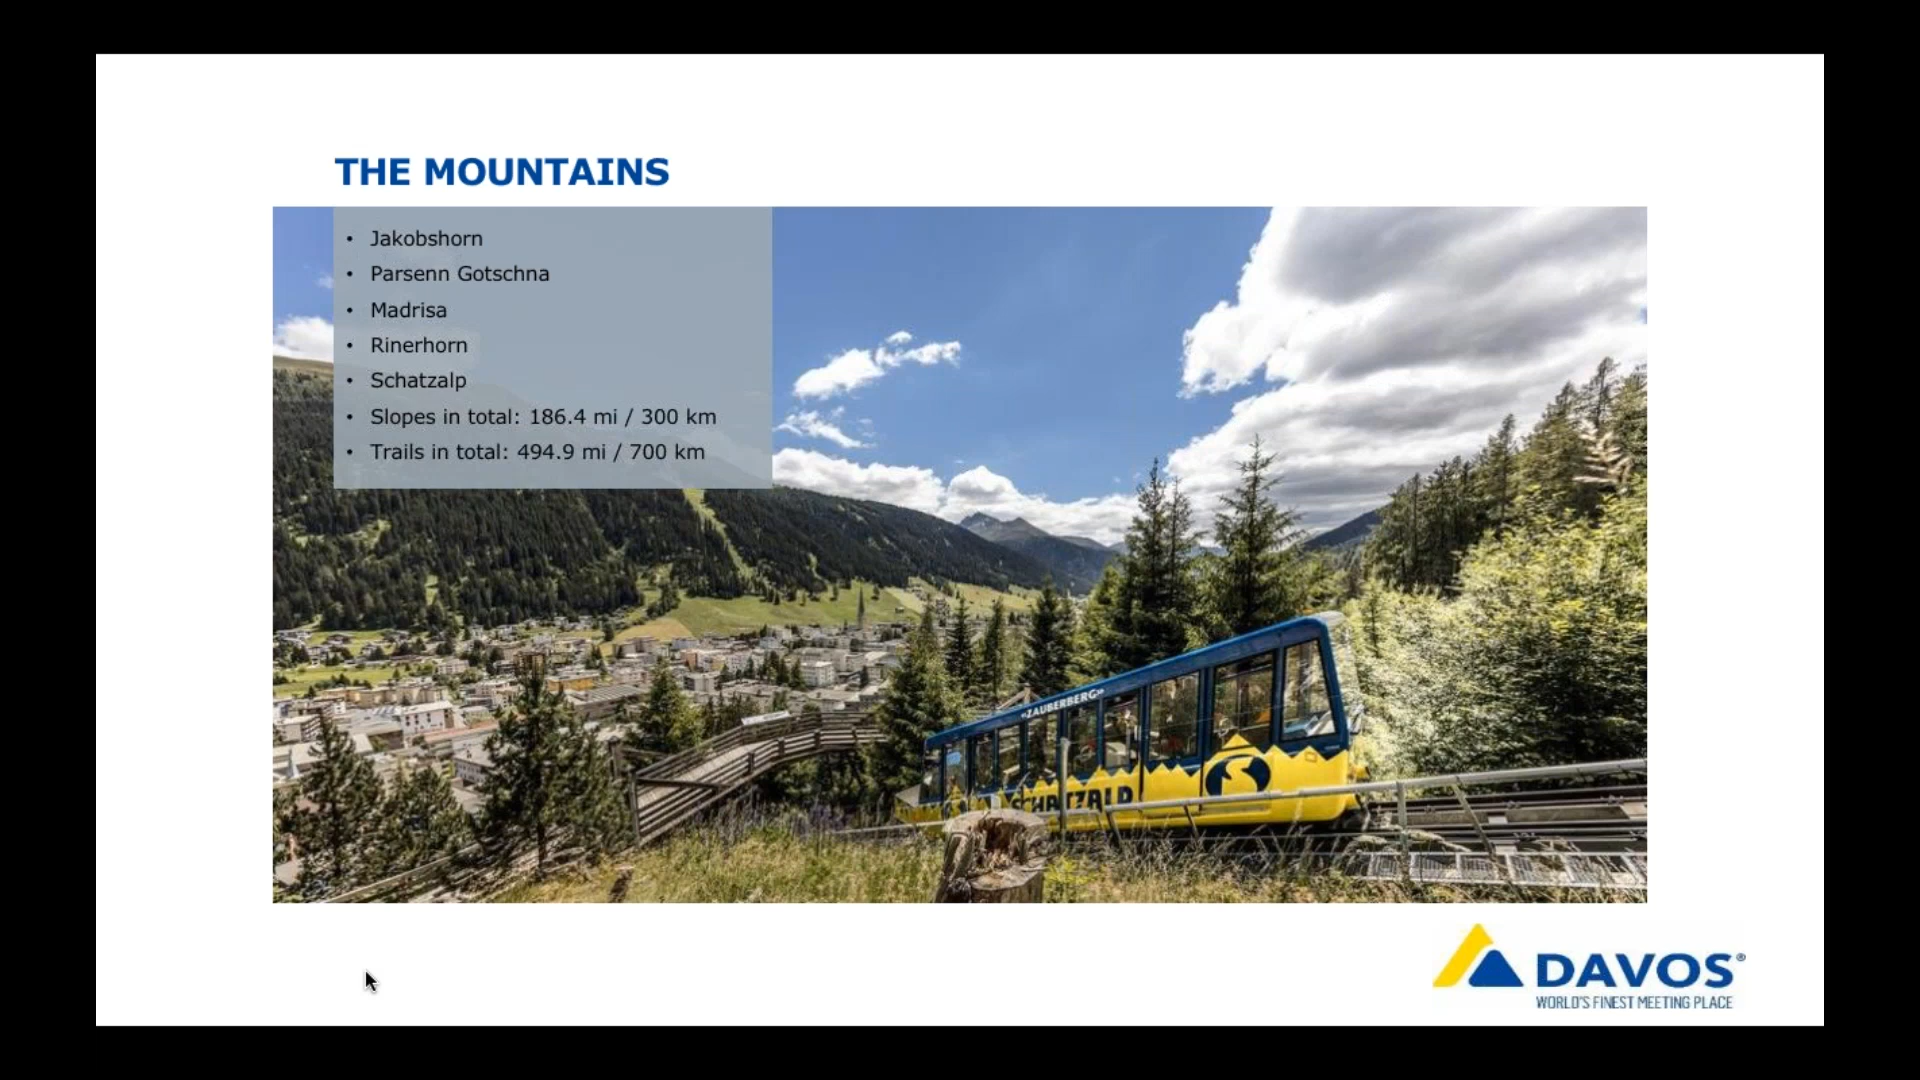 THE MOUNTAINS
• Jakobshorn
• Parsenn Gotschna
• Madrisa
• Rinerhorn
• Schatzalp
• Slopes in total: 186.4 mi / 300 km
• Trails in total: 494.9 mi / 700 km
«ZAUBERBERG»
SCHATZALP
DAVOS®
WORLD'S FINEST MEETING PLACE